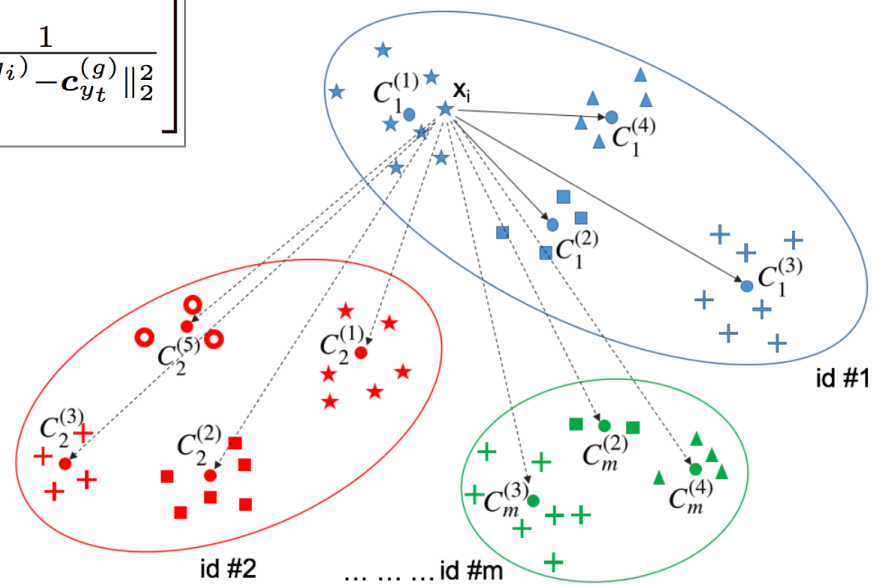 1
i) − c_{y_t}^{(g)} ∥_2^2
x_i
C_1^{(1)}
C_1^{(4)}
C_1^{(2)}
C_1^{(3)}
id #1
C_2^{(5)}
C_2^{(1)}
C_2^{(3)}
C_2^{(2)}
id #2
C_m^{(2)}
C_m^{(3)}
C_m^{(4)}
... ... ... id #m